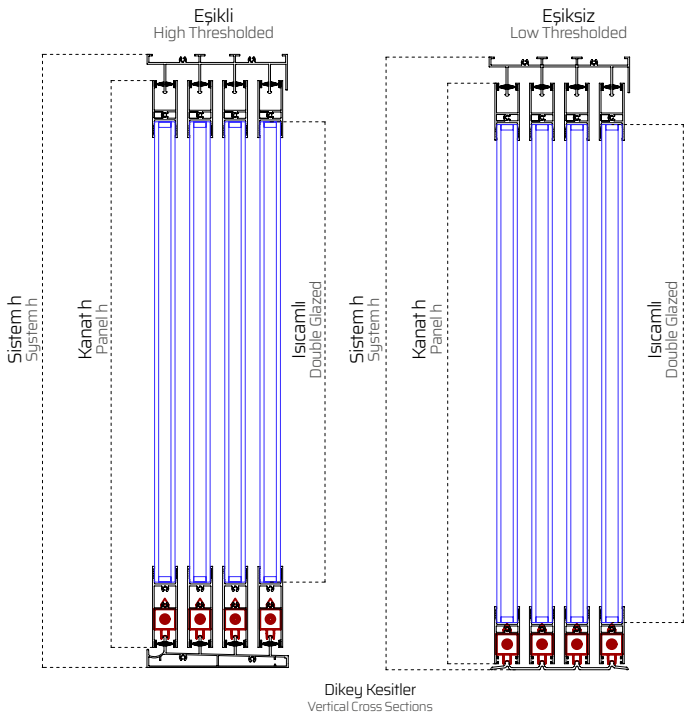 Eşikli
High Thresholded
Eşiksiz
Low Thresholded
Sistem h
System h
Kanat h
Panel h
Isıcamlı
Double Glazed
Sistem h
System h
Kanat h
Panel h
Isıcamlı
Double Glazed
Dikey Kesitler
Vertical Cross Sections